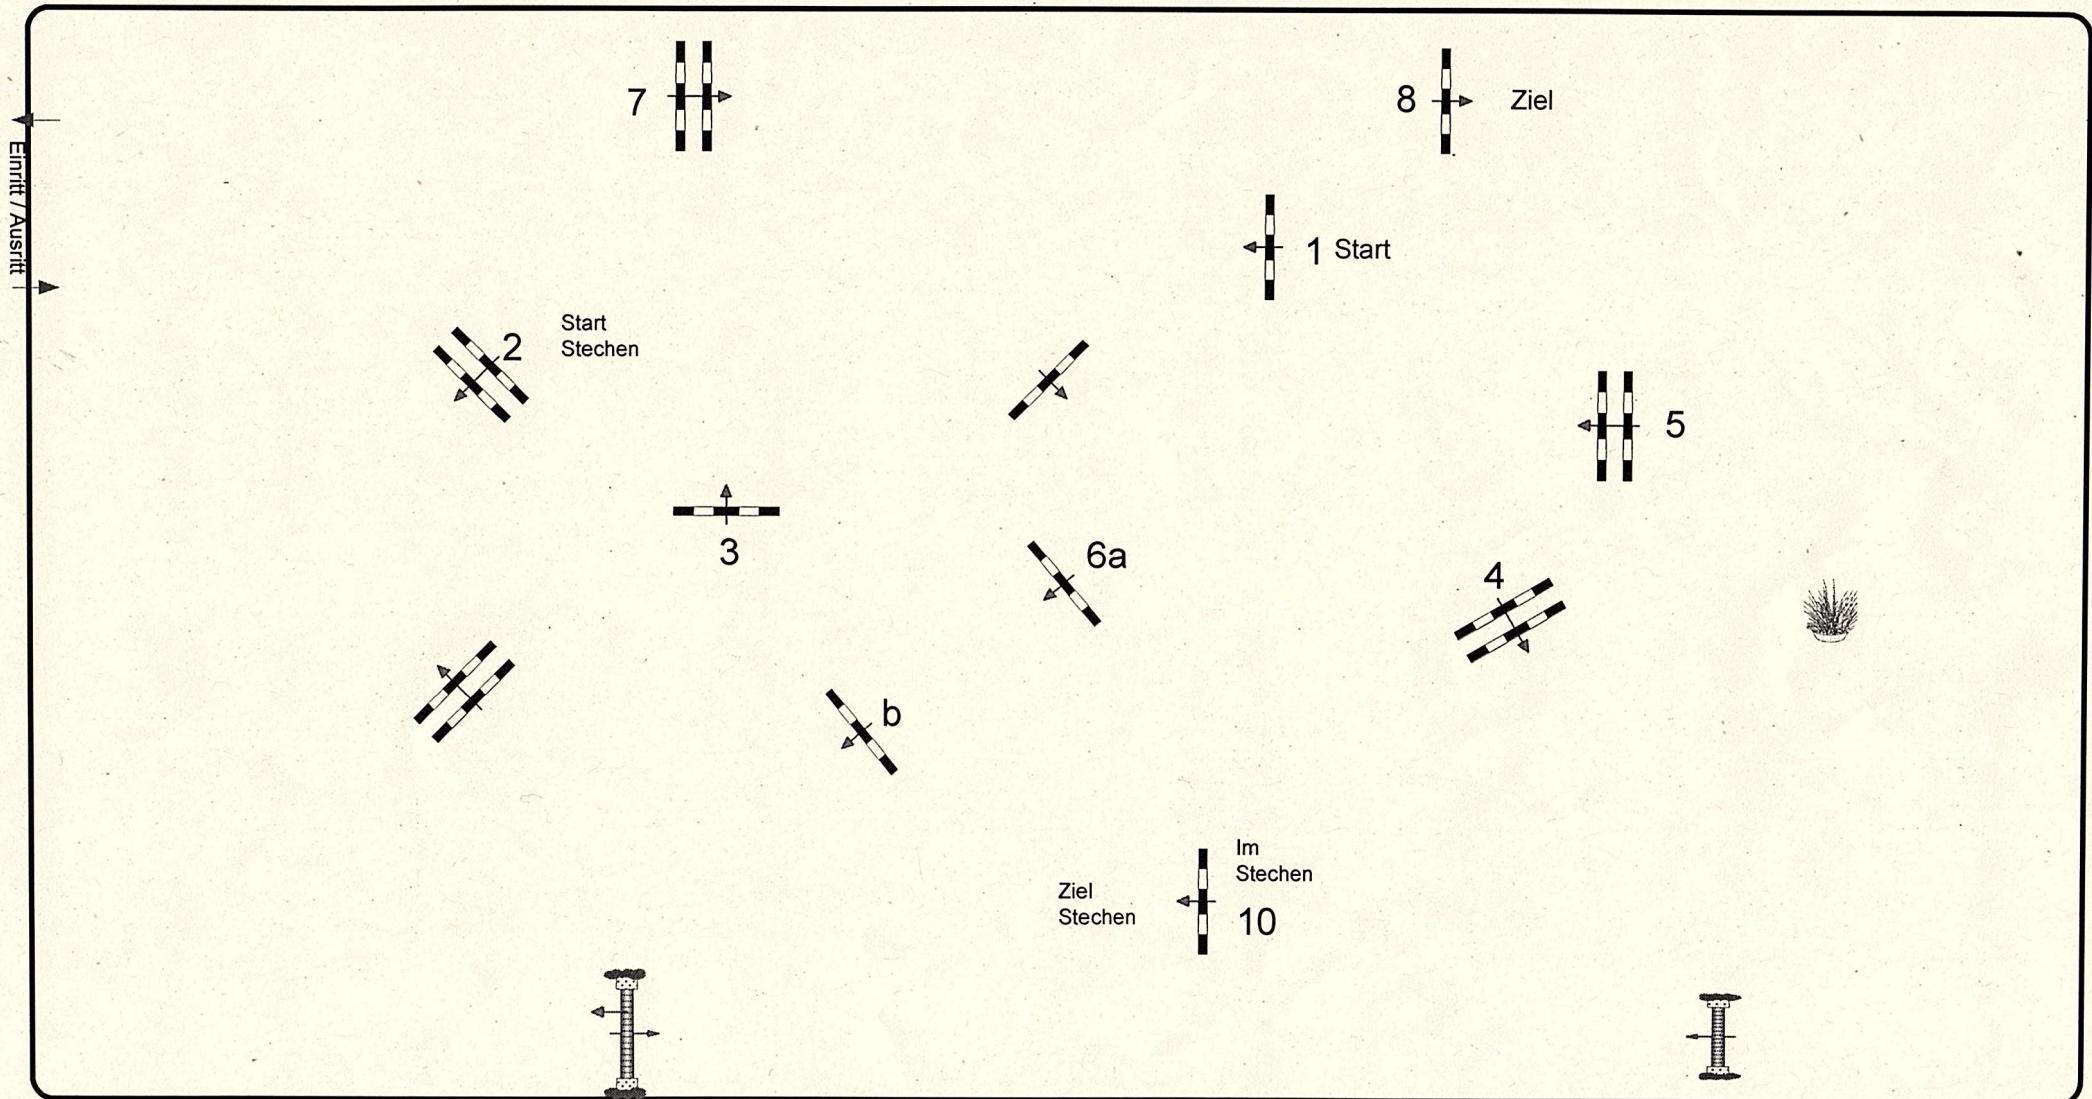 7
8 Ziel
Einritt / Ausritt
1 Start
2
Start
Stechen
5
3
6a
4
b
Im
Stechen
10
Ziel
Stechen